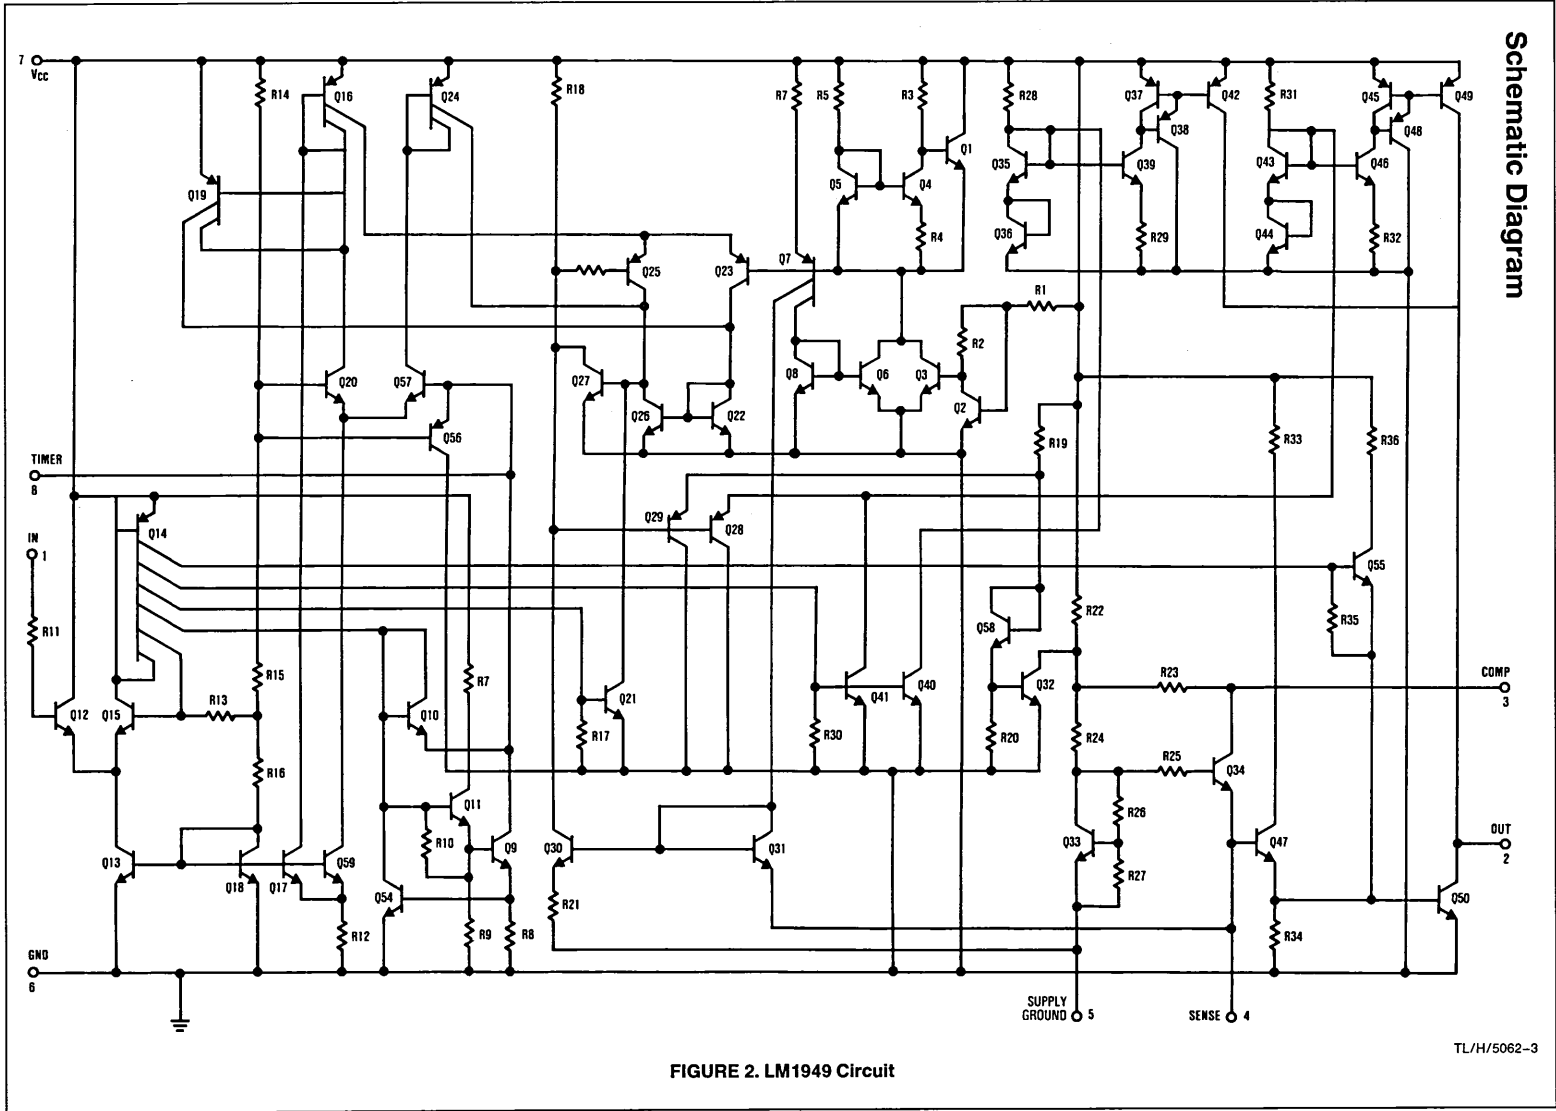 Schematic Diagram
7
VCC
R14
Q16
Q24
R18
R7
R5
R3
Q1
R28
Q37
Q42
R31
Q45
Q49
Q38
Q48
Q19
Q5
Q4
Q35
Q39
Q43
Q46
R4
Q36
R29
Q44
R32
Q25
Q23
Q7
R1
R2
Q20
Q57
Q27
Q26
Q22
Q8
Q6
Q3
Q2
Q56
R19
R33
R36
TIMER
8
Q29
Q28
IN
1
Q14
Q55
R11
R35
Q58
R22
R15
R7
COMP
3
R23
R13
Q12
Q15
Q10
Q21
Q41
Q40
Q32
R17
R30
R20
R24
R16
R25
Q34
Q11
R26
OUT
2
R10
Q9
Q30
Q31
Q33
Q47
Q13
Q18
Q17
Q59
R27
Q54
Q50
R21
R12
R9
R8
R34
GND
6
SUPPLY
GROUND
5
SENSE
4
TL/H/5062-3
FIGURE 2. LM1949 Circuit